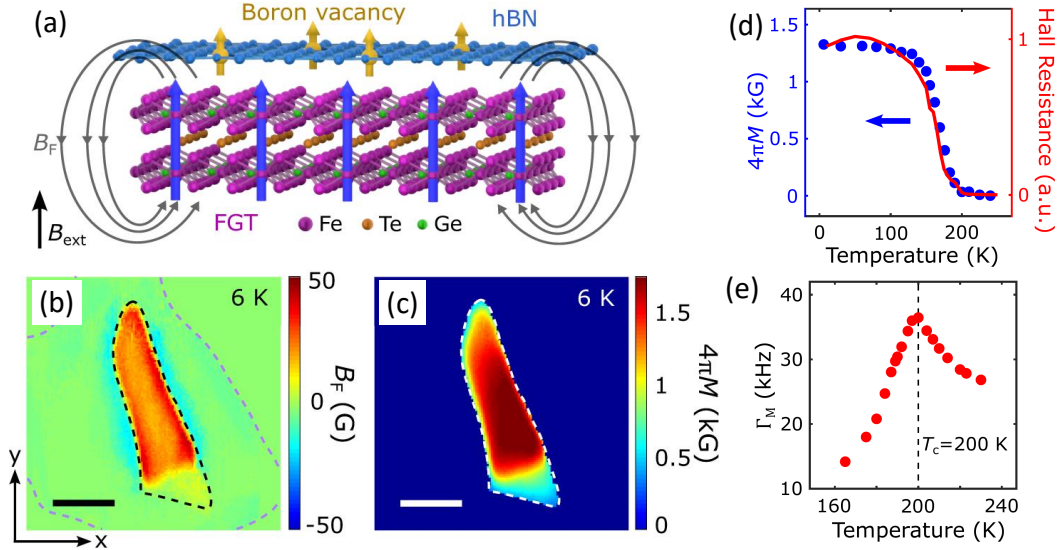 (a)
Boron vacancy
hBN
B_F
B_ext
FGT
Fe
Te
Ge
(b)
6 K
50
0
-50
B_F (G)
y
x
(c)
6 K
1.5
1
0.5
0
4πM (kG)
(d)
1.5
1
0.5
0
4πM (kG)
1
0
Hall Resistance (a.u.)
0
100
200
Temperature (K)
(e)
40
30
20
10
Γ_M (kHz)
T_c=200 K
160
200
240
Temperature (K)